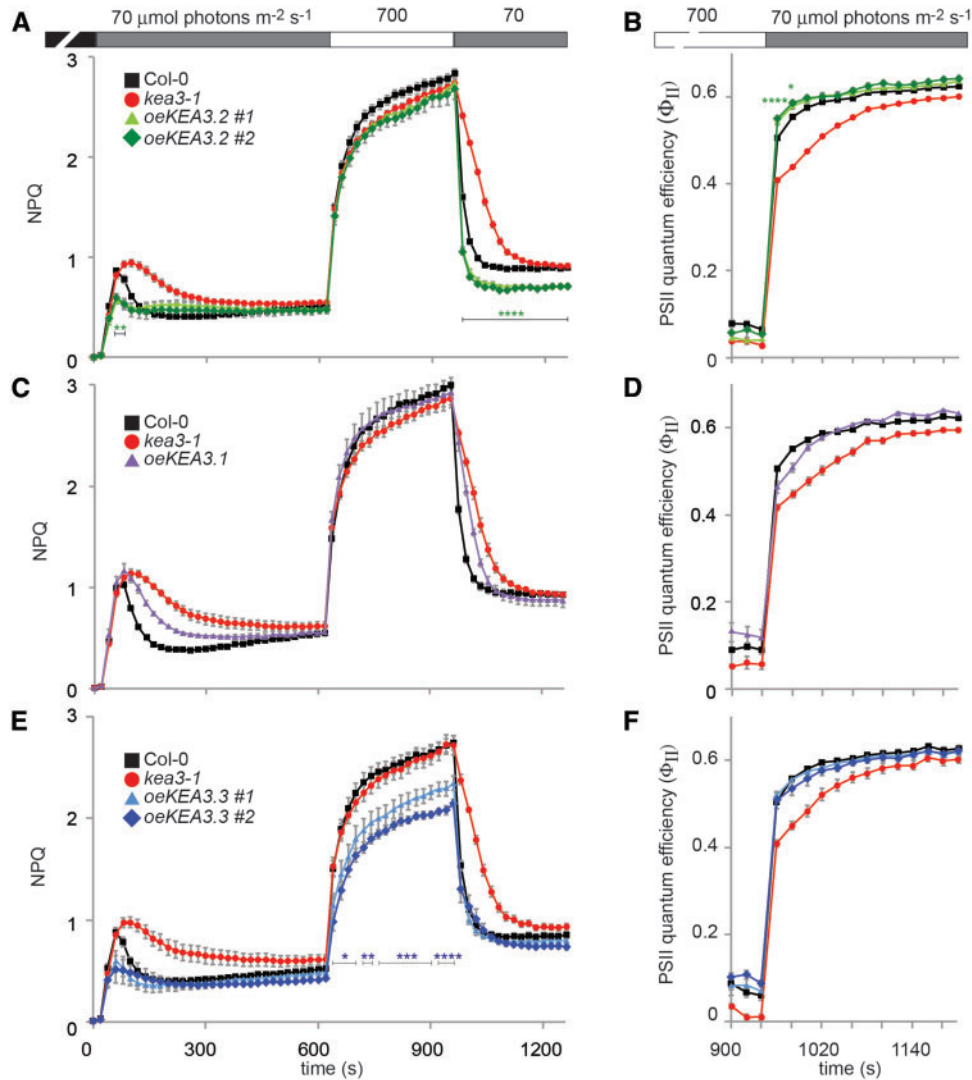 A 70 μmol photons m-2 s-1 700 70
3
Col-0
kea3-1
oeKEA3.2 #1
oeKEA3.2 #2
2
NPQ
1
**
****
0
B 700 70 μmol photons m-2 s-1
*
****
0.6
0.4
0.2
0
PSII quantum efficiency (ΦII)
C
3
Col-0
kea3-1
oeKEA3.1
2
NPQ
1
0
D
0.6
0.4
0.2
0
PSII quantum efficiency (ΦII)
E
3
Col-0
kea3-1
oeKEA3.3 #1
oeKEA3.3 #2
2
NPQ
1
* ** *** ****
0
0 300 600 900 1200
time (s)
F
0.6
0.4
0.2
0
PSII quantum efficiency (ΦII)
900 1020 1140
time (s)